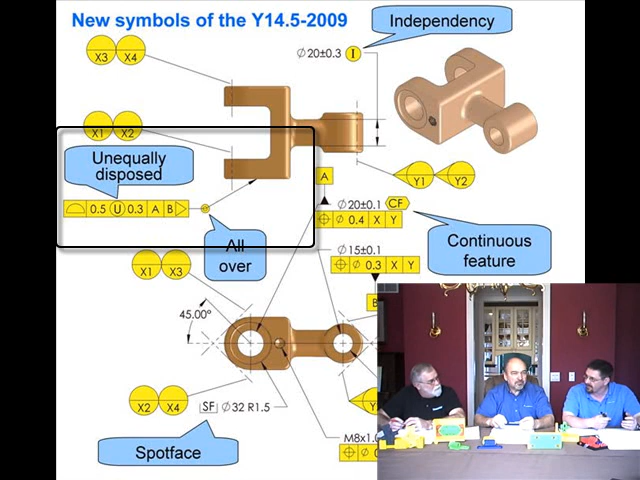 New symbols of the Y14.5-2009
Independency
X3 X4
∅20±0.3 I
X1 X2
Unequally
disposed
0.5 U 0.3 A B
Y1 Y2
A
∅20±0.1 CF
∅ 0.4 X Y
All
over
Continuous
feature
∅15±0.1
∅ 0.3 X Y
X1 X3
B
45.00°
X2 X4
SF ∅32 R1.5
Spotface
M8x1.